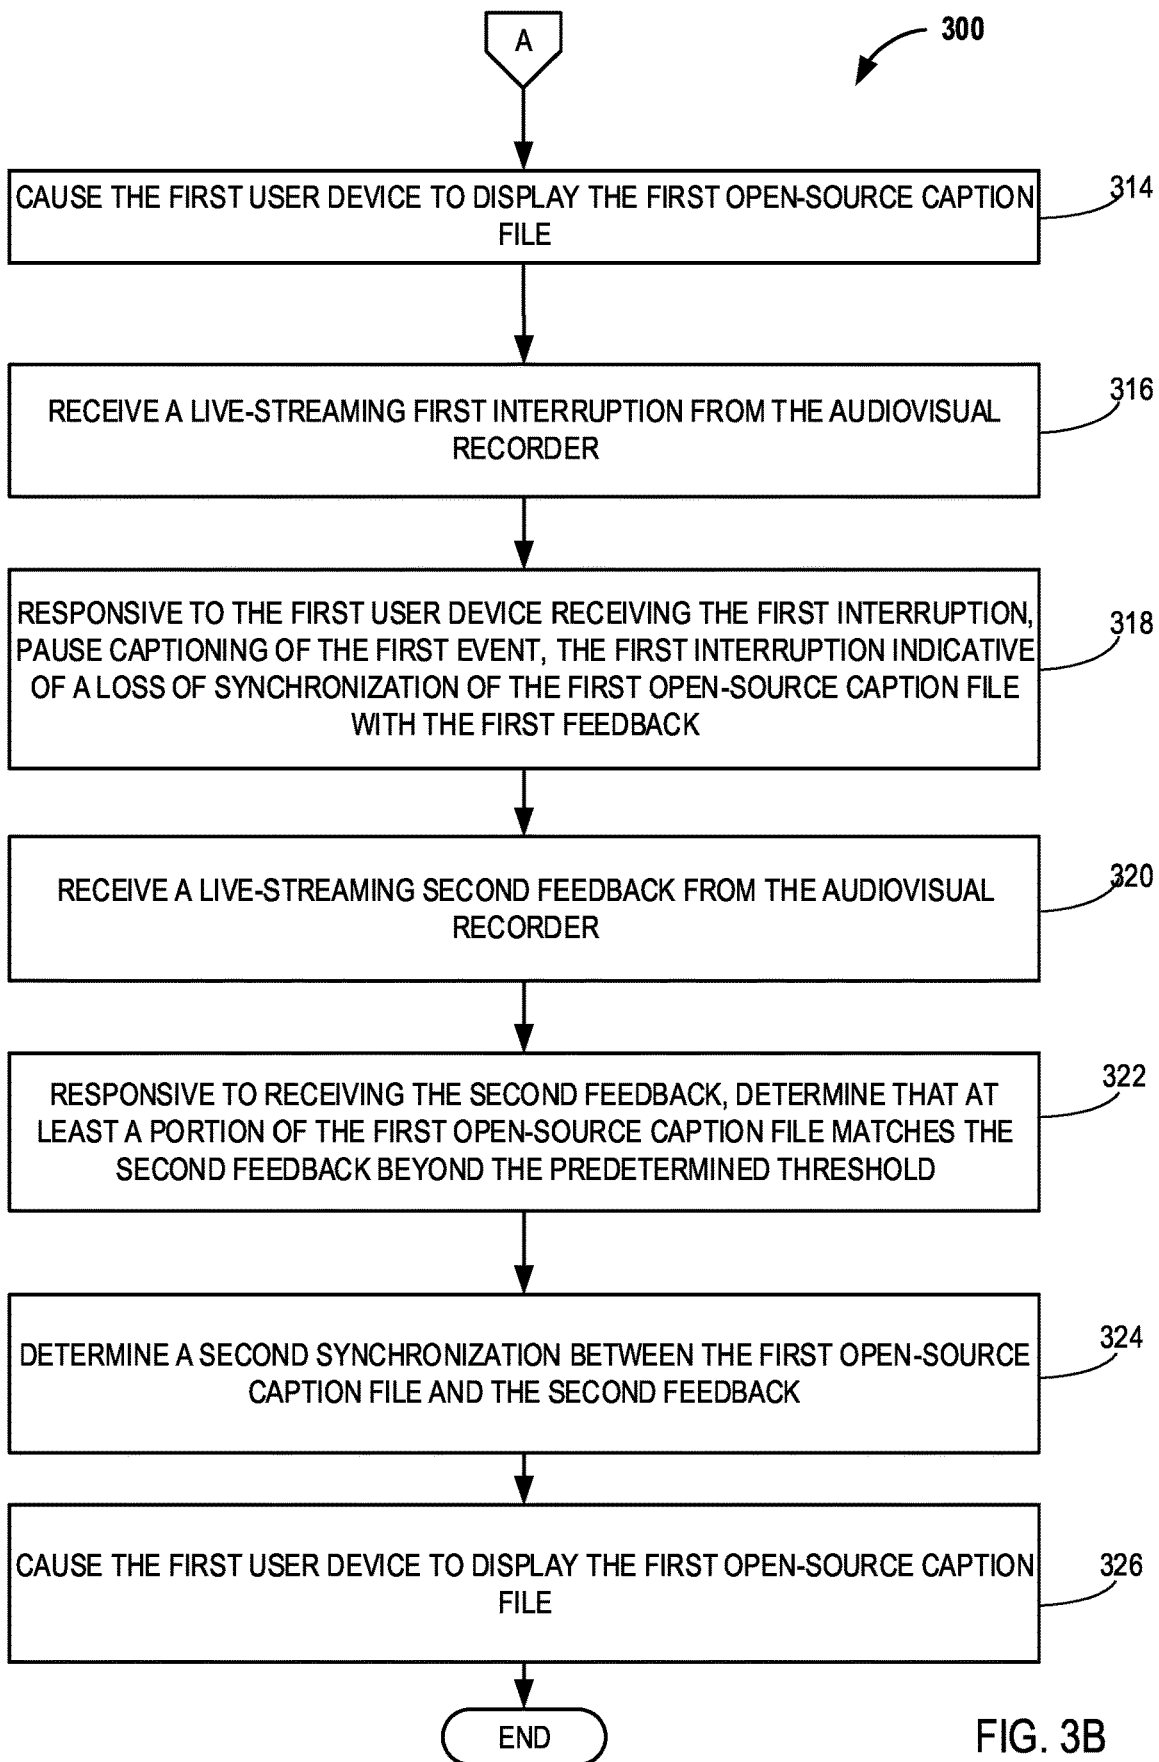 A
300
CAUSE THE FIRST USER DEVICE TO DISPLAY THE FIRST OPEN-SOURCE CAPTION
FILE
314
RECEIVE A LIVE-STREAMING FIRST INTERRUPTION FROM THE AUDIOVISUAL
RECORDER
316
RESPONSIVE TO THE FIRST USER DEVICE RECEIVING THE FIRST INTERRUPTION,
PAUSE CAPTIONING OF THE FIRST EVENT, THE FIRST INTERRUPTION INDICATIVE
OF A LOSS OF SYNCHRONIZATION OF THE FIRST OPEN-SOURCE CAPTION FILE
WITH THE FIRST FEEDBACK
318
RECEIVE A LIVE-STREAMING SECOND FEEDBACK FROM THE AUDIOVISUAL
RECORDER
320
RESPONSIVE TO RECEIVING THE SECOND FEEDBACK, DETERMINE THAT AT
LEAST A PORTION OF THE FIRST OPEN-SOURCE CAPTION FILE MATCHES THE
SECOND FEEDBACK BEYOND THE PREDETERMINED THRESHOLD
322
DETERMINE A SECOND SYNCHRONIZATION BETWEEN THE FIRST OPEN-SOURCE
CAPTION FILE AND THE SECOND FEEDBACK
324
CAUSE THE FIRST USER DEVICE TO DISPLAY THE FIRST OPEN-SOURCE CAPTION
FILE
326
END
FIG. 3B